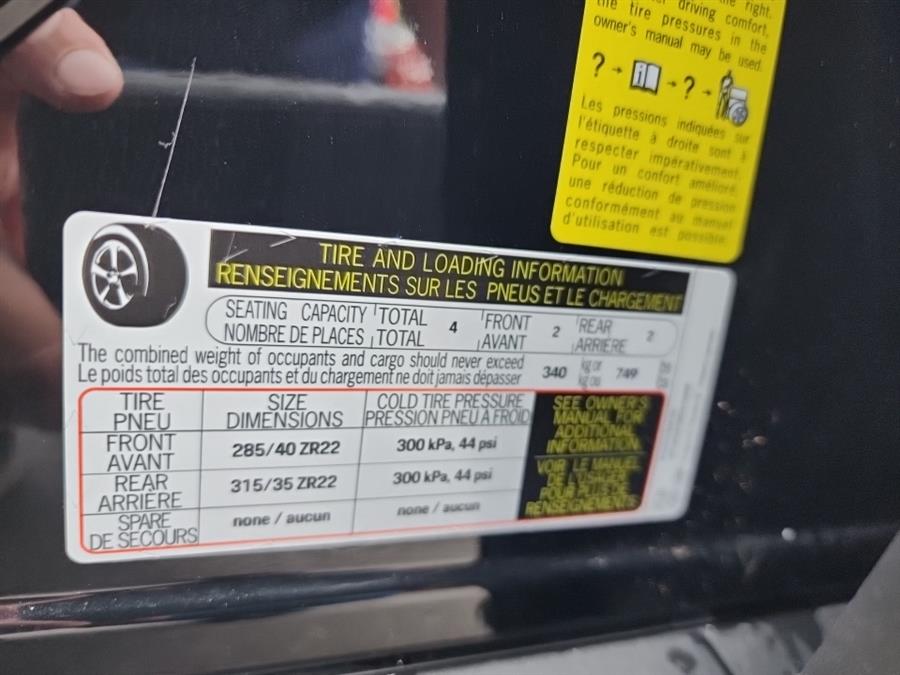 the right.
driving comfort,
the tire pressures in the
owner's manual may be used.
? → i → ? →
Les pressions indiquées sur
l'étiquette à droite sont à
respecter impérativement.
Pour un confort amélioré,
une réduction de pression
conformément au manuel
d'utilisation est possible.
TIRE AND LOADING INFORMATION
RENSEIGNEMENTS SUR LES PNEUS ET LE CHARGEMENT
SEATING CAPACITY TOTAL 4 FRONT 2 REAR 2
NOMBRE DE PLACES TOTAL AVANT ARRIÈRE
The combined weight of occupants and cargo should never exceed 340 kg or 749
Le poids total des occupants et du chargement ne doit jamais dépasser kg ou
TIRE SIZE COLD TIRE PRESSURE
PNEU DIMENSIONS PRESSION PNEU À FROID
FRONT
AVANT 285/40 ZR22 300 kPa, 44 psi
REAR
ARRIÈRE 315/35 ZR22 300 kPa, 44 psi
SPARE
DE SECOURS none / aucun none / aucun
SEE OWNER'S
MANUAL FOR
ADDITIONAL
INFORMATION
VOIR LE MANUEL
DE L'USAGER
POUR PLUS DE
RENSEIGNEMENTS